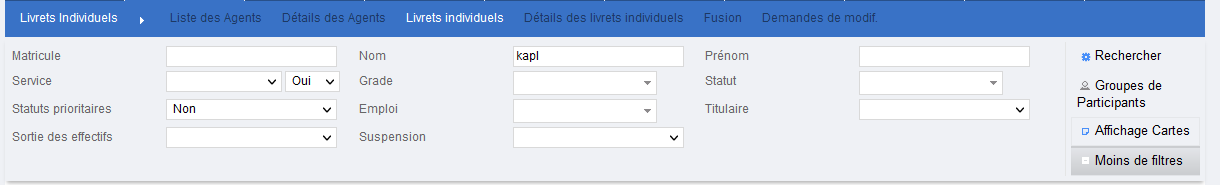 Livrets Individuels Liste des Agents Détails des Agents Livrets individuels Détails des livrets individuels Fusion Demandes de modif.
Matricule Nom kapl Prénom Rechercher
Service Oui Grade Statut Groupes de
Participants
Statuts prioritaires Non Emploi Titulaire
Affichage Cartes
Sortie des effectifs Suspension
Moins de filtres